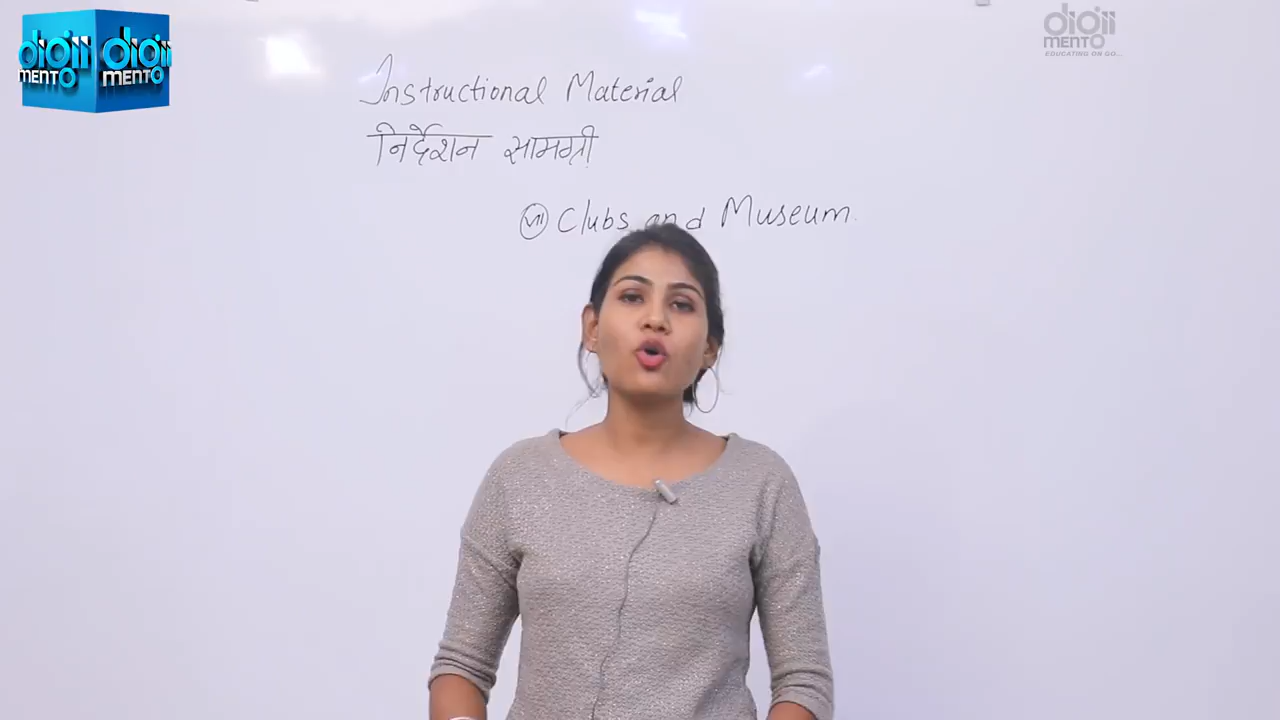 digii MENTO digii MENTO
digii MENTO
EDUCATING ON GO...
Instructional Material
निर्देशन सामग्री
VII Clubs and Museum.